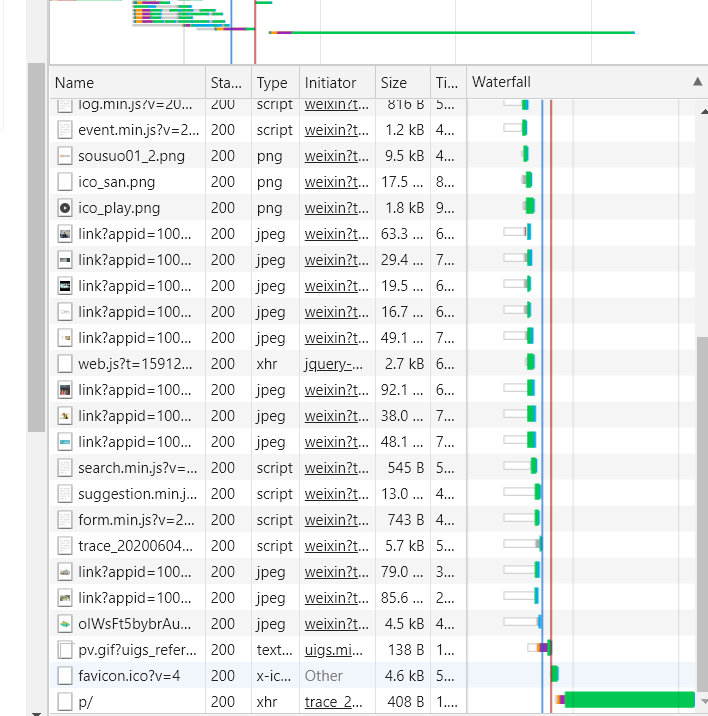 Name Sta... Type Initiator Size Ti... Waterfall
log.min.js?v=20... 200 script weixin?t... 816 B 5...
event.min.js?v=2... 200 script weixin?t... 1.2 kB 4...
sousuo01_2.png 200 png weixin?t... 9.5 kB 4...
ico_san.png 200 png weixin?t... 17.5 ... 8...
ico_play.png 200 png weixin?t... 1.8 kB 9...
link?appid=100... 200 jpeg weixin?t... 63.3 ... 6...
link?appid=100... 200 jpeg weixin?t... 29.4 ... 7...
link?appid=100... 200 jpeg weixin?t... 19.5 ... 6...
link?appid=100... 200 jpeg weixin?t... 16.7 ... 6...
link?appid=100... 200 jpeg weixin?t... 49.1 ... 7...
web.js?t=15912... 200 xhr jquery-... 2.7 kB 6...
link?appid=100... 200 jpeg weixin?t... 92.1 ... 6...
link?appid=100... 200 jpeg weixin?t... 38.0 ... 7...
link?appid=100... 200 jpeg weixin?t... 48.1 ... 7...
search.min.js?v=... 200 script weixin?t... 545 B 5...
suggestion.min.j... 200 script weixin?t... 13.0 ... 4...
form.min.js?v=2... 200 script weixin?t... 743 B 4...
trace_20200604... 200 script weixin?t... 5.7 kB 5...
link?appid=100... 200 jpeg weixin?t... 79.0 ... 3...
link?appid=100... 200 jpeg weixin?t... 85.6 ... 2...
olWsFt5bybrAu... 200 jpeg weixin?t... 4.5 kB 4...
pv.gif?uigs_refer... 200 text... uigs.mi... 138 B 1...
favicon.ico?v=4 200 x-ic... Other 4.6 kB 5...
p/ 200 xhr trace_2... 408 B 1....